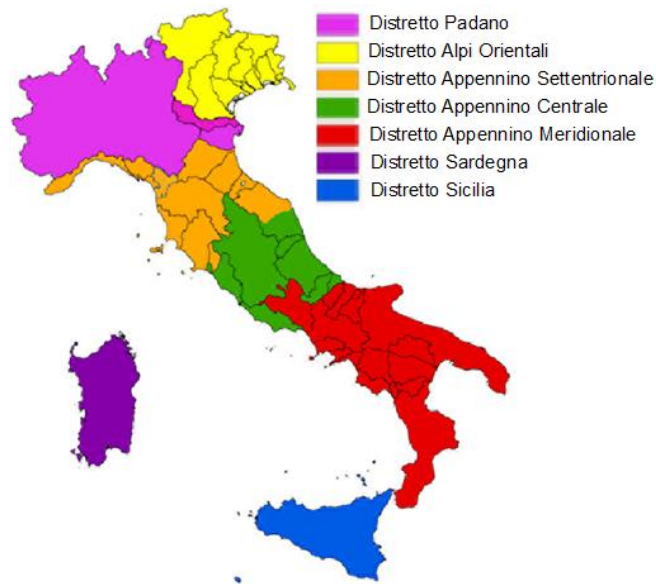 Distretto Padano
Distretto Alpi Orientali
Distretto Appennino Settentrionale
Distretto Appennino Centrale
Distretto Appennino Meridionale
Distretto Sardegna
Distretto Sicilia